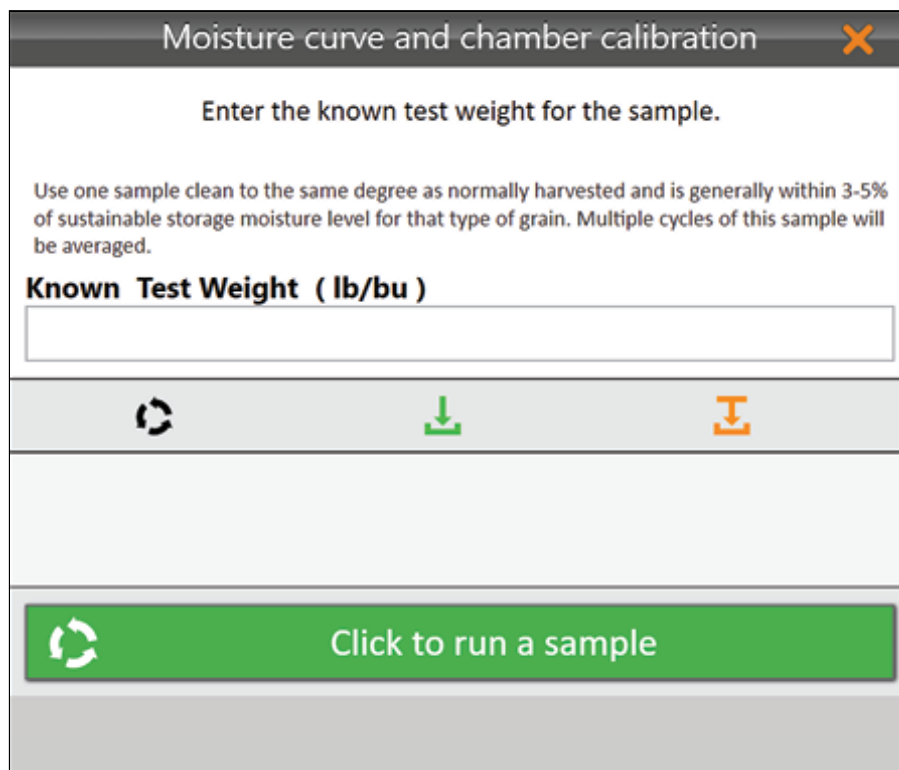 Moisture curve and chamber calibration
Enter the known test weight for the sample.
Use one sample clean to the same degree as normally harvested and is generally within 3-5%
of sustainable storage moisture level for that type of grain. Multiple cycles of this sample will
be averaged.
Known Test Weight ( lb/bu )
Click to run a sample